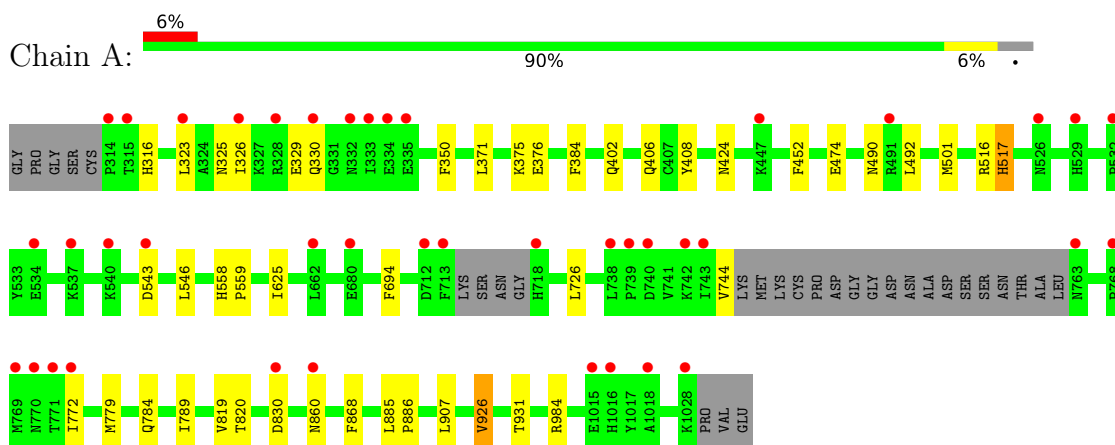 6%
Chain A:
90% 6% •
GLY PRO GLY SER CYS P314 T315 H316 L323 A324 N325 I326 K327 R328 E329 Q330 G331 N332 I333 E334 E335 F350 L371 K375 E376 F384 Q402 Q406 C407 Y408 N424 K447 F452 E474 N490 R491 L492 M501 R516 H517 N526 H529
Y533 E534 K537 K540 D543 L546 H558 P559 I625 L662 E680 F694 D712 F713 LYS SER ASN GLY H718 L726 L738 P739 D740 V741 K742 I743 V744 LYS MET LYS CYS PRO ASP GLY GLY ASP ASN ALA ASP SER SER ASN THR ALA LEU N763
M769 N770 T771 I772 M779 Q784 I789 V819 T820 D830 N860 F868 L885 P886 L907 V926 T931 R984 E1015 H1016 Y1017 A1018 K1028 PRO VAL GLU